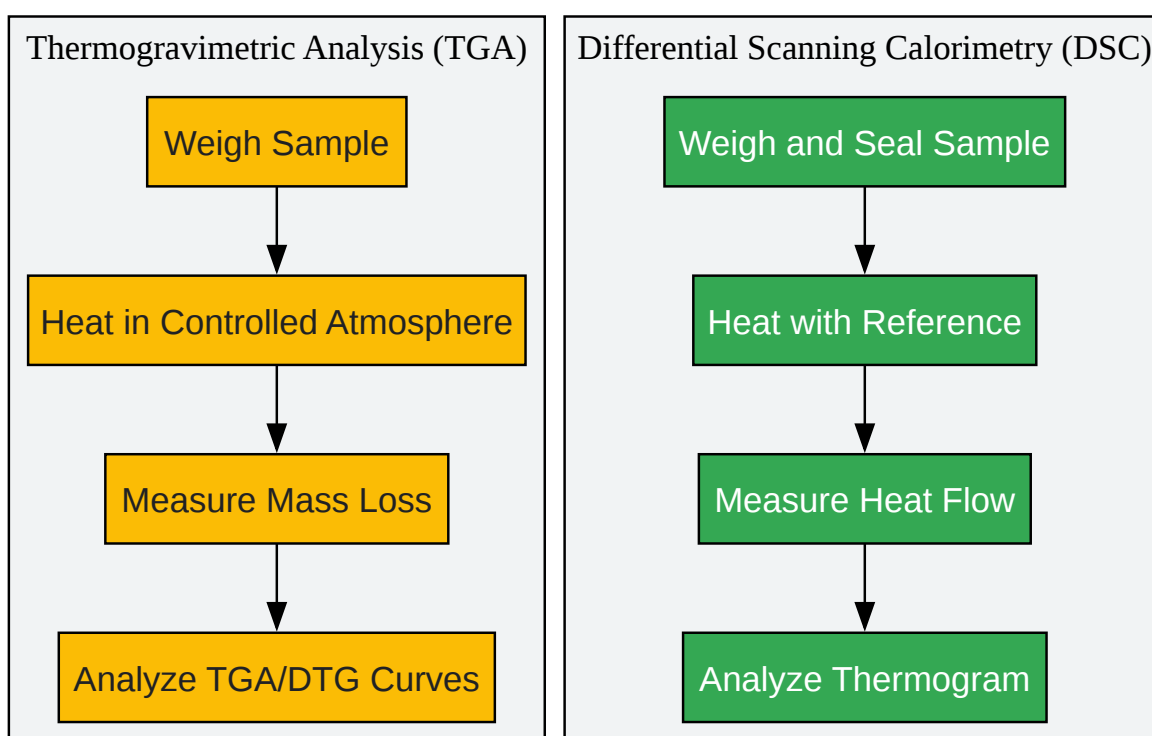 Thermogravimetric Analysis (TGA)
Weigh Sample
Heat in Controlled Atmosphere
Measure Mass Loss
Analyze TGA/DTG Curves
Differential Scanning Calorimetry (DSC)
Weigh and Seal Sample
Heat with Reference
Measure Heat Flow
Analyze Thermogram